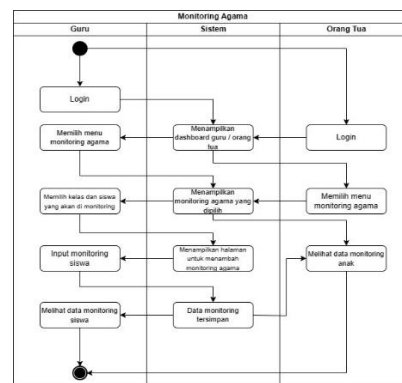 Monitoring Agama
Guru
Sistem
Orang Tua
Login
Memilih menu
monitoring agama
Menampilkan
dashboard guru / orang
tua
Login
Memilih kelas dan siswa
yang akan di monitoring
Menampilkan
monitoring agama yang
dipilih
Memilih menu
monitoring agama
Input monitoring
siswa
Menampilkan halaman
untuk menambah
monitoring agama
Melihat data monitoring
anak
Melihat data monitoring
siswa
Data monitoring
tersimpan